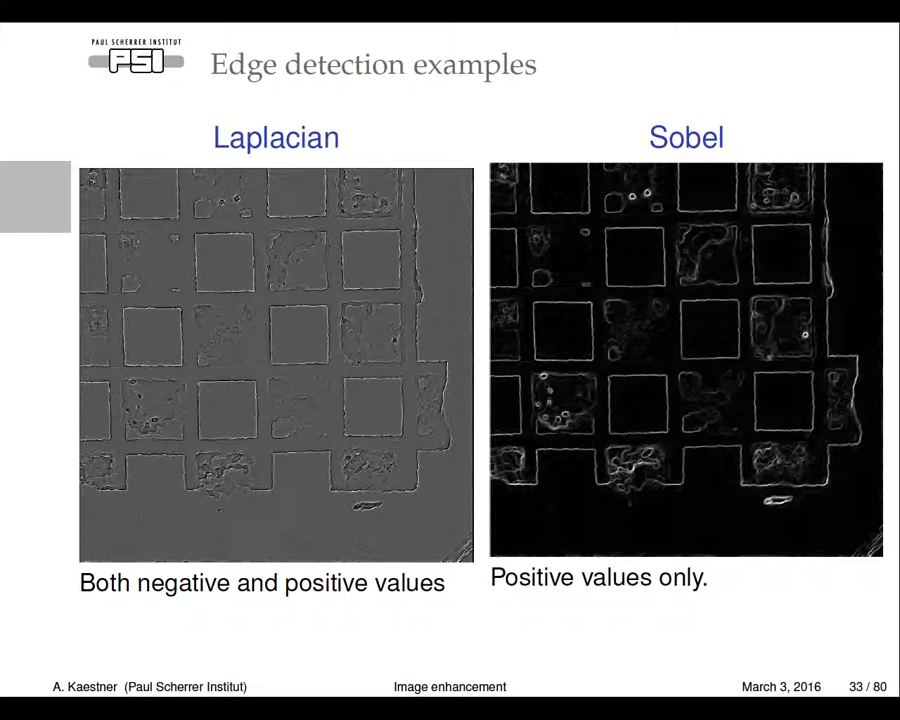 PAUL SCHERRER INSTITUT
PSI
Edge detection examples
Laplacian
Sobel
Both negative and positive values
Positive values only.
A. Kaestner (Paul Scherrer Institut)
Image enhancement
March 3, 2016
33 / 80